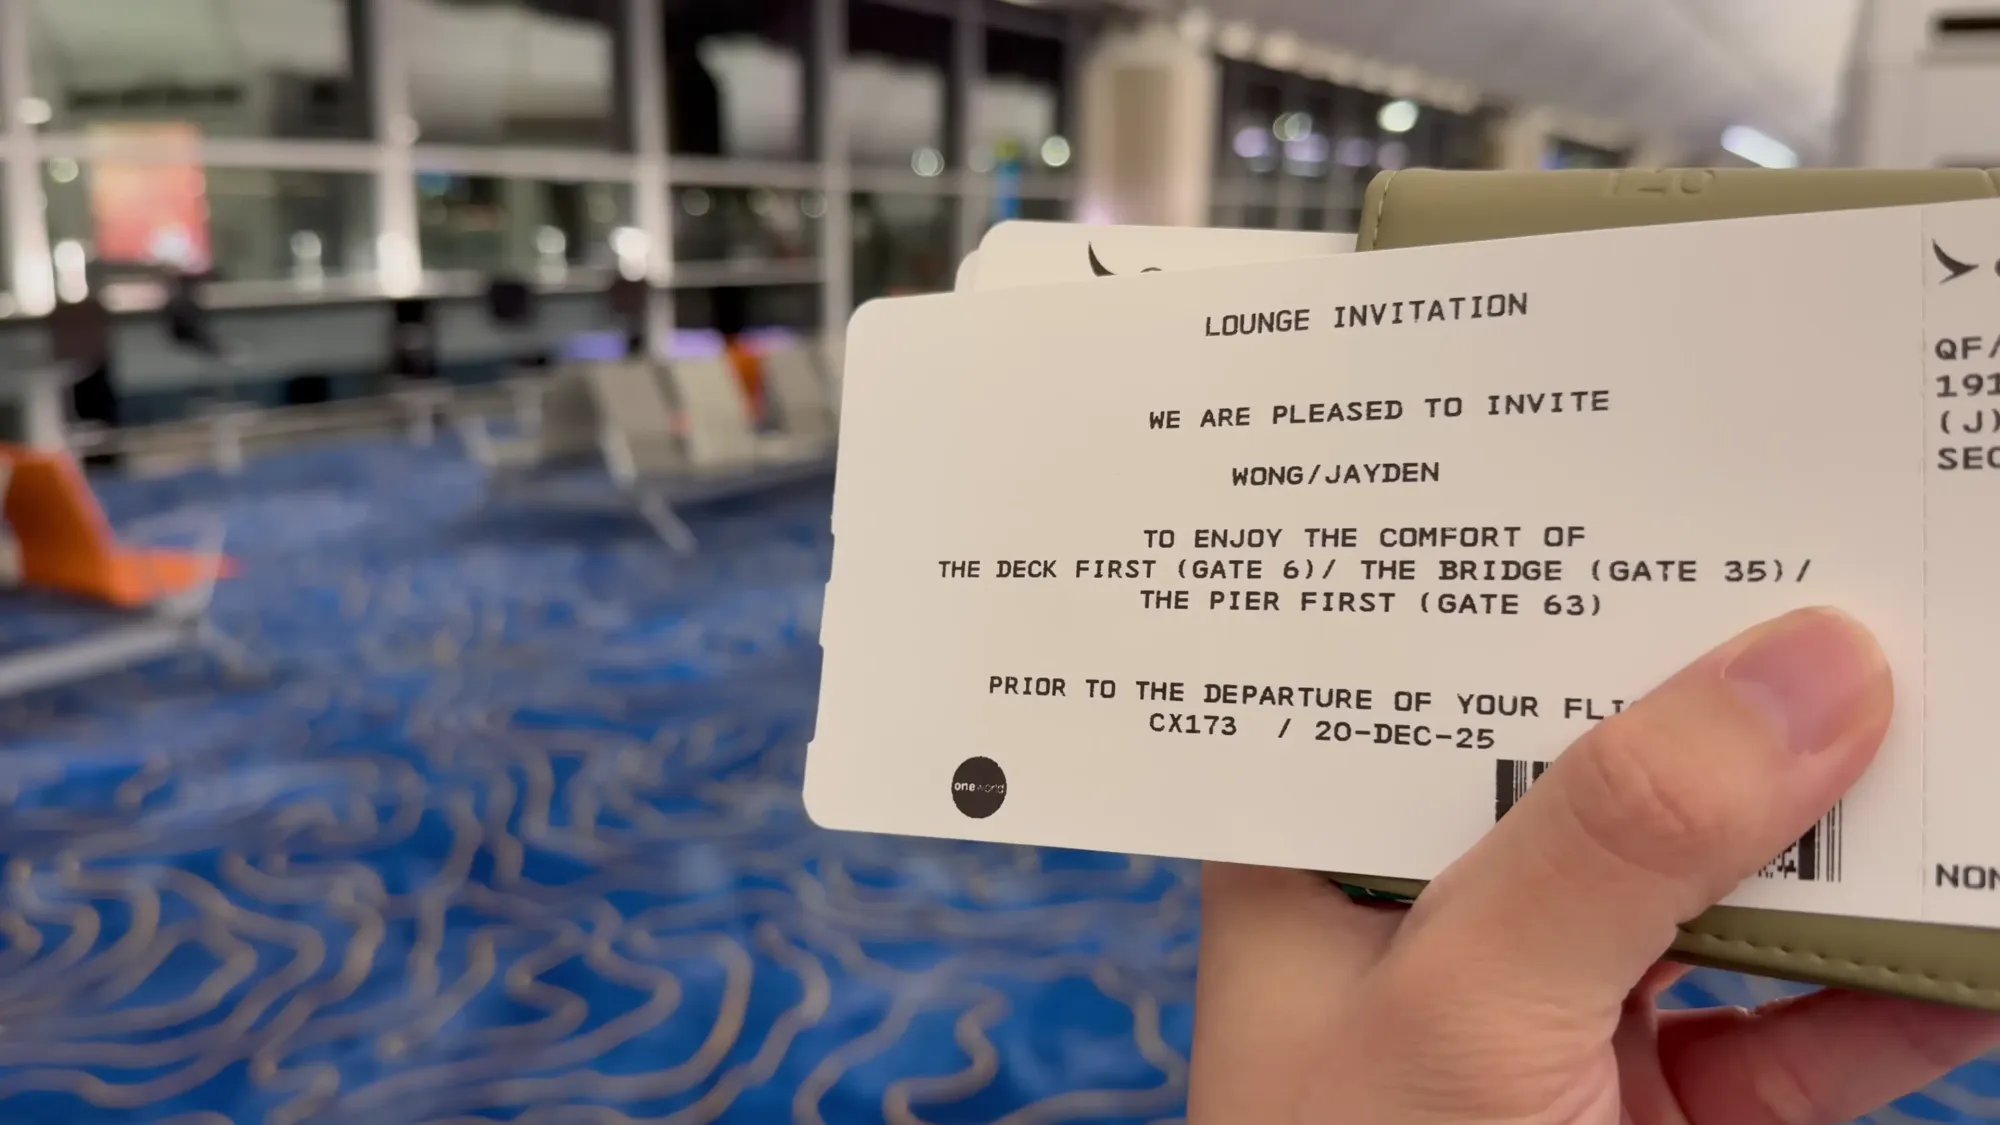 LOUNGE INVITATION
WE ARE PLEASED TO INVITE
WONG/JAYDEN
TO ENJOY THE COMFORT OF
THE DECK FIRST (GATE 6)/ THE BRIDGE (GATE 35)/
THE PIER FIRST (GATE 63)
PRIOR TO THE DEPARTURE OF YOUR
CX173 / 20-DEC-25
oneworld
QF/
191
(J)